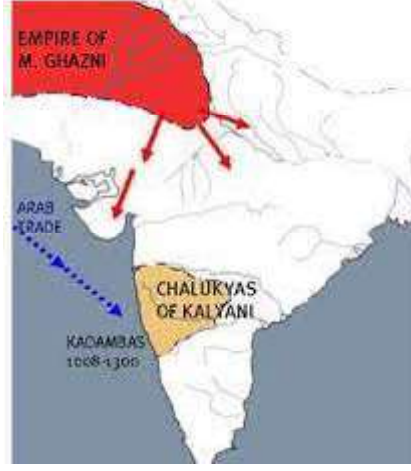 EMPIRE OF
M. GHAZNI
ARAB
TRADE
CHALUKYAS
OF KALYANI
KADAMBAS
1008-1300